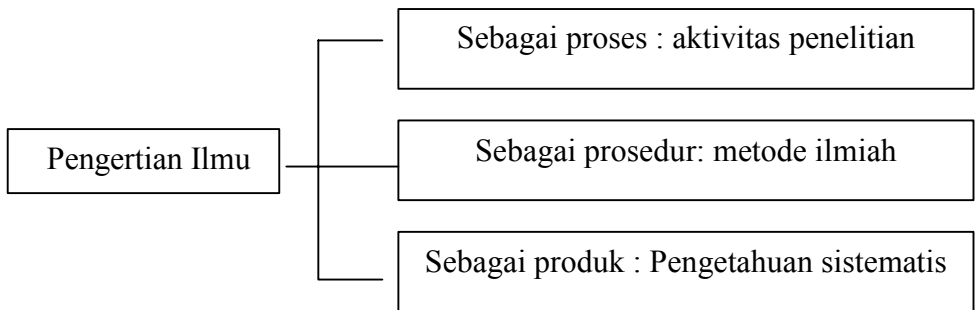 Sebagai proses : aktivitas penelitian
Pengertian Ilmu
Sebagai prosedur: metode ilmiah
Sebagai produk : Pengetahuan sistematis